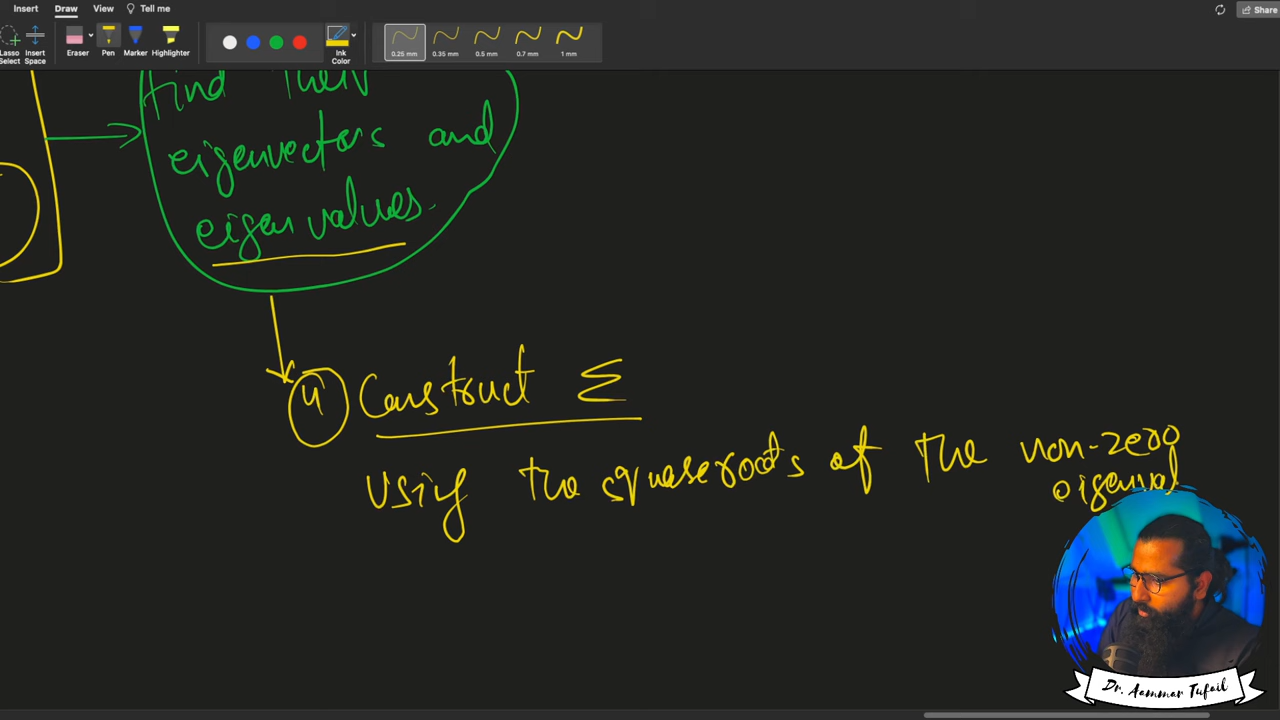 Insert Draw View Tell me
Share
Lasso Select
Insert Space
Eraser
Pen
Marker
Highlighter
Ink Color
0.25 mm 0.35 mm 0.5 mm 0.7 mm 1 mm
find their
eigenvectors and
eigenvalues.
4 Construct Σ
Using the squareroots of the non-zero
eigenval
Dr. Aammar Tufail